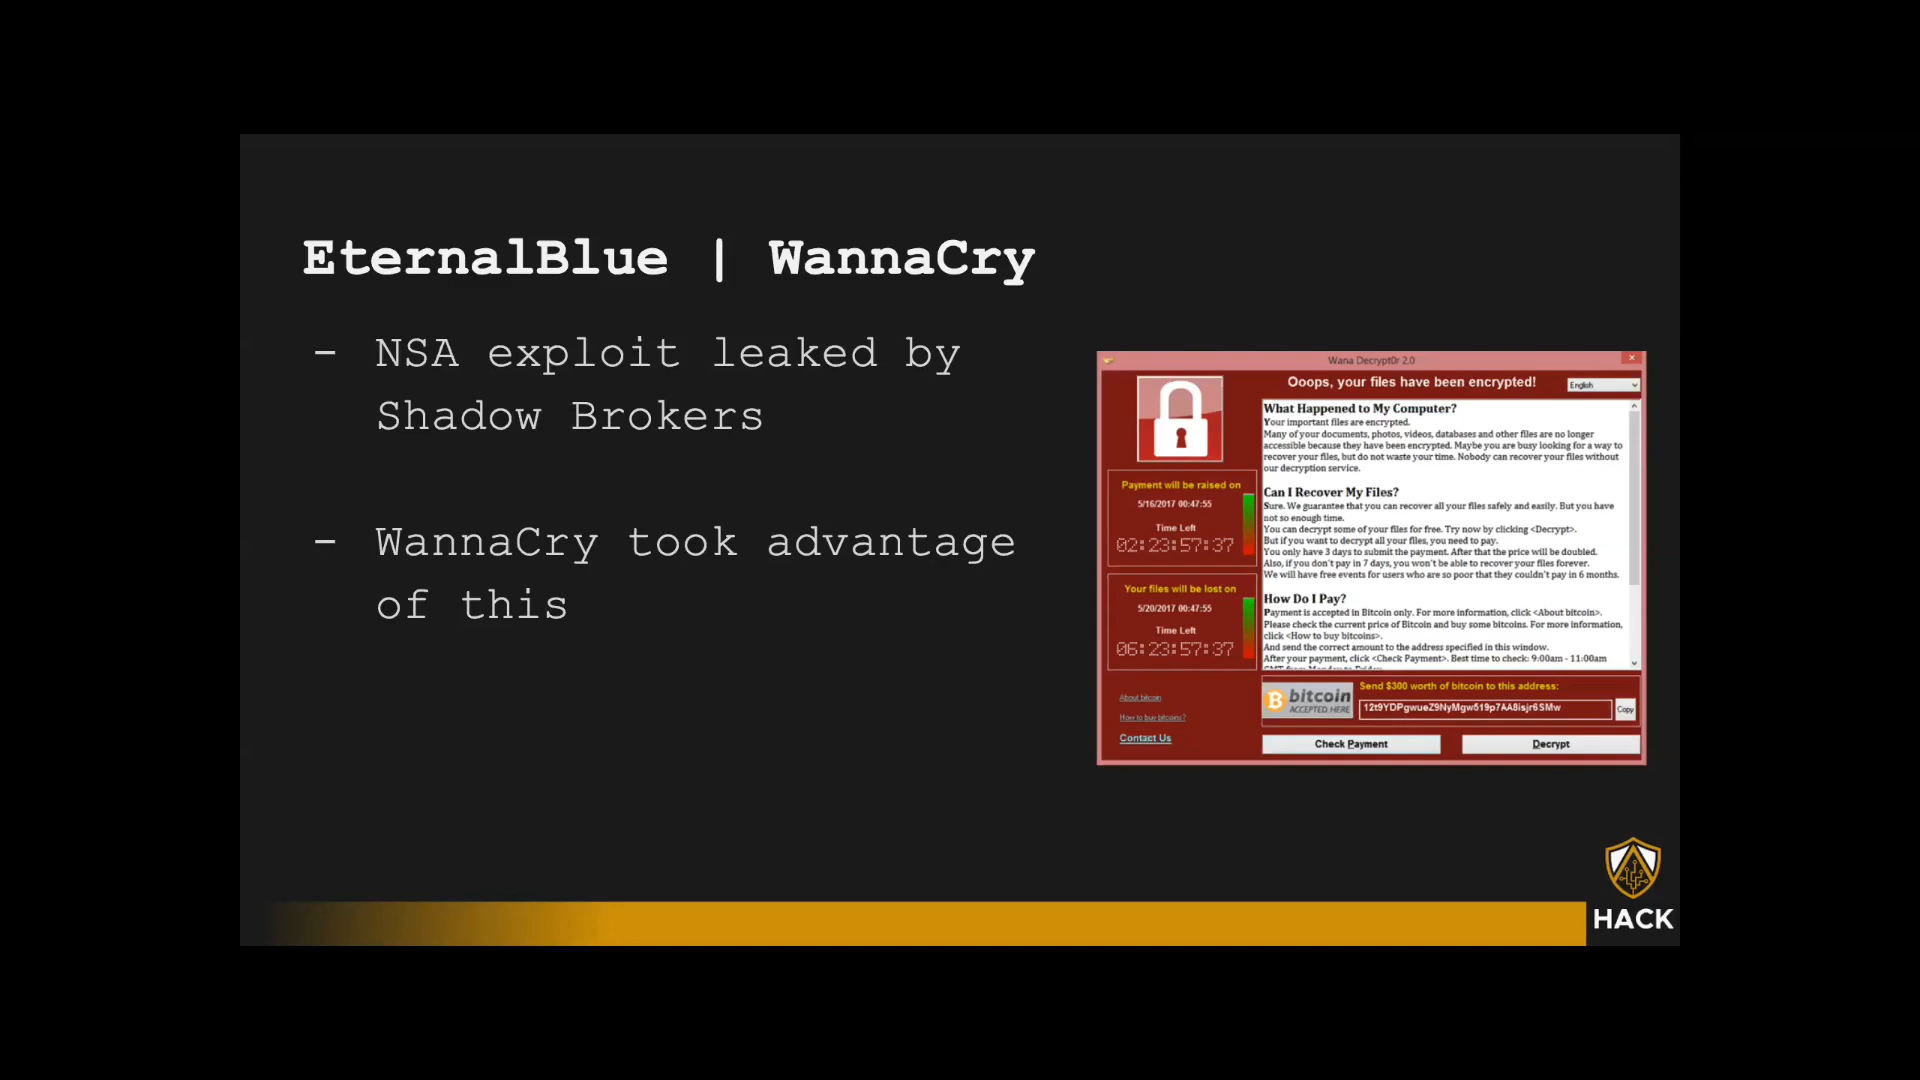 EternalBlue | WannaCry
- NSA exploit leaked by
Shadow Brokers
- WannaCry took advantage
of this
Wana Decrypt0r 2.0
Ooops, your files have been encrypted!
English
What Happened to My Computer?
Your important files are encrypted.
Many of your documents, photos, videos, databases and other files are no longer
accessible because they have been encrypted. Maybe you are busy looking for a way to
recover your files, but do not waste your time. Nobody can recover your files without
our decryption service.
Can I Recover My Files?
Sure. We guarantee that you can recover all your files safely and easily. But you have
not so enough time.
You can decrypt some of your files for free. Try now by clicking <Decrypt>.
But if you want to decrypt all your files, you need to pay.
You only have 3 days to submit the payment. After that the price will be doubled.
Also, if you don't pay in 7 days, you won't be able to recover your files forever.
We will have free events for users who are so poor that they couldn't pay in 6 months.
How Do I Pay?
Payment is accepted in Bitcoin only. For more information, click <About bitcoin>.
Please check the current price of Bitcoin and buy some bitcoins. For more information,
click <How to buy bitcoins>.
And send the correct amount to the address specified in this window.
After your payment, click <Check Payment>. Best time to check: 9:00am - 11:00am
GMT from Monday to Friday.
Payment will be raised on
5/16/2017 00:47:55
Time Left
02:23:57:37
Your files will be lost on
5/20/2017 00:47:55
Time Left
06:23:57:37
About bitcoin
How to buy bitcoins?
Contact Us
bitcoin
ACCEPTED HERE
Send $300 worth of bitcoin to this address:
12t9YDPgwueZ9NyMgw519p7AA8isjr6SMw
Copy
Check Payment
Decrypt
HACK